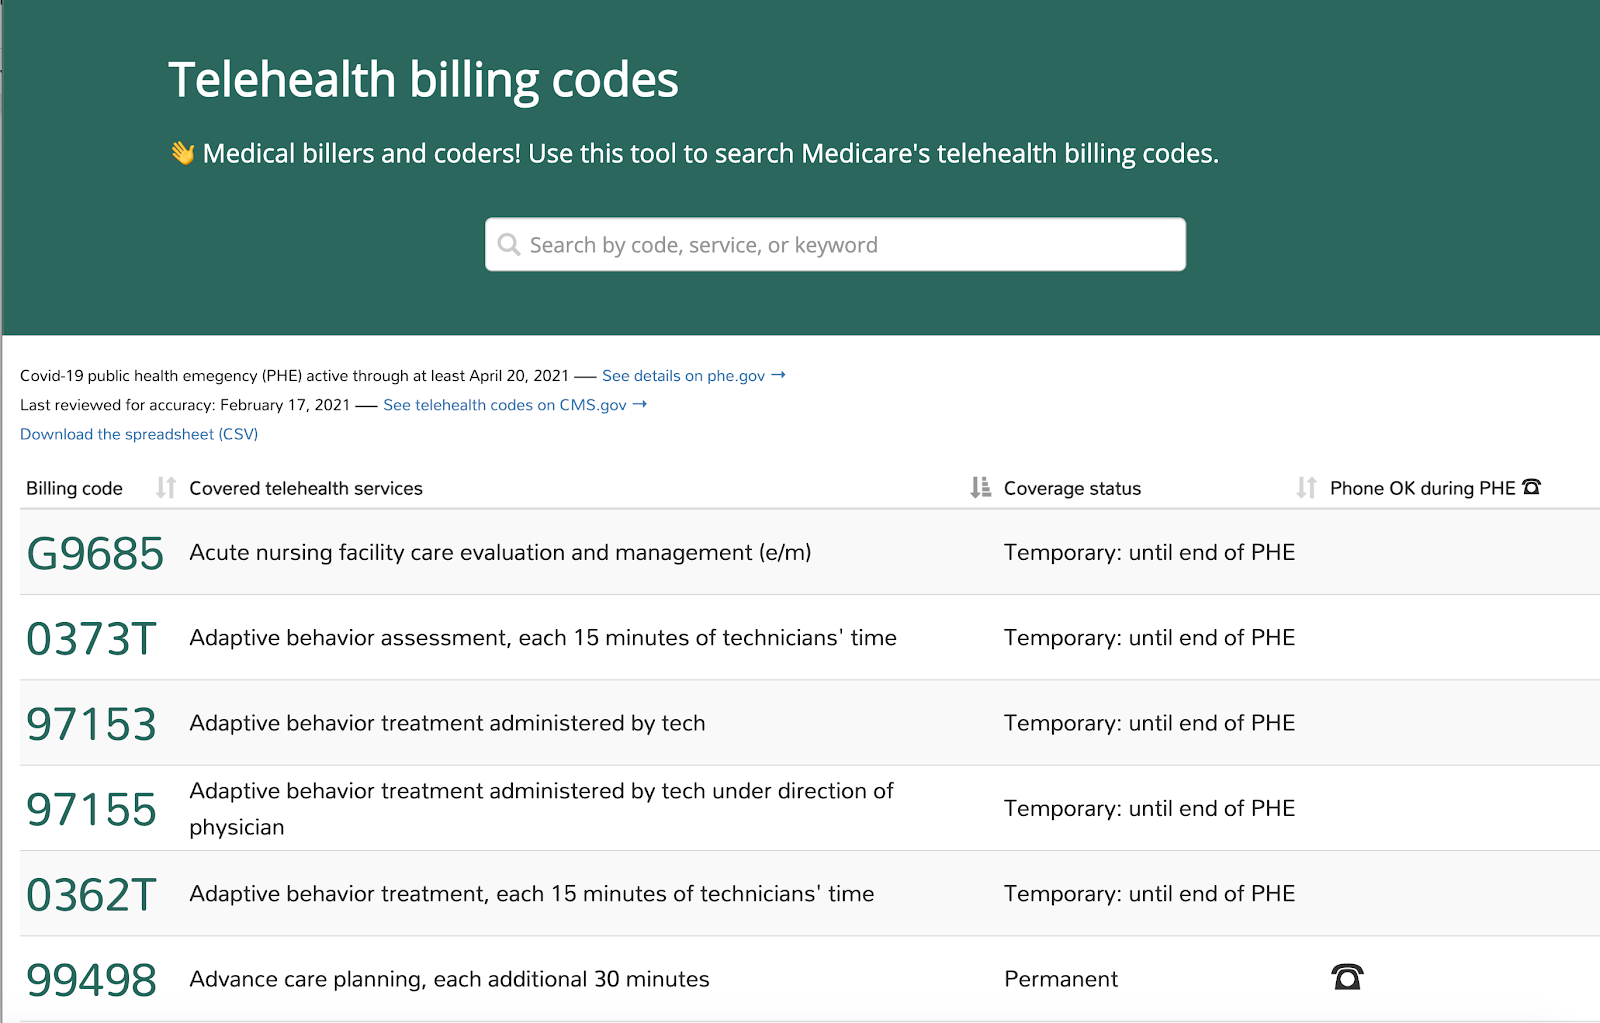 Telehealth billing codes
👋 Medical billers and coders! Use this tool to search Medicare's telehealth billing codes.
Search by code, service, or keyword
Covid-19 public health emegency (PHE) active through at least April 20, 2021 — See details on phe.gov →
Last reviewed for accuracy: February 17, 2021 — See telehealth codes on CMS.gov →
Download the spreadsheet (CSV)
Billing code Covered telehealth services Coverage status Phone OK during PHE ☎
G9685 Acute nursing facility care evaluation and management (e/m) Temporary: until end of PHE
0373T Adaptive behavior assessment, each 15 minutes of technicians' time Temporary: until end of PHE
97153 Adaptive behavior treatment administered by tech Temporary: until end of PHE
97155 Adaptive behavior treatment administered by tech under direction of
physician Temporary: until end of PHE
0362T Adaptive behavior treatment, each 15 minutes of technicians' time Temporary: until end of PHE
99498 Advance care planning, each additional 30 minutes Permanent ☎